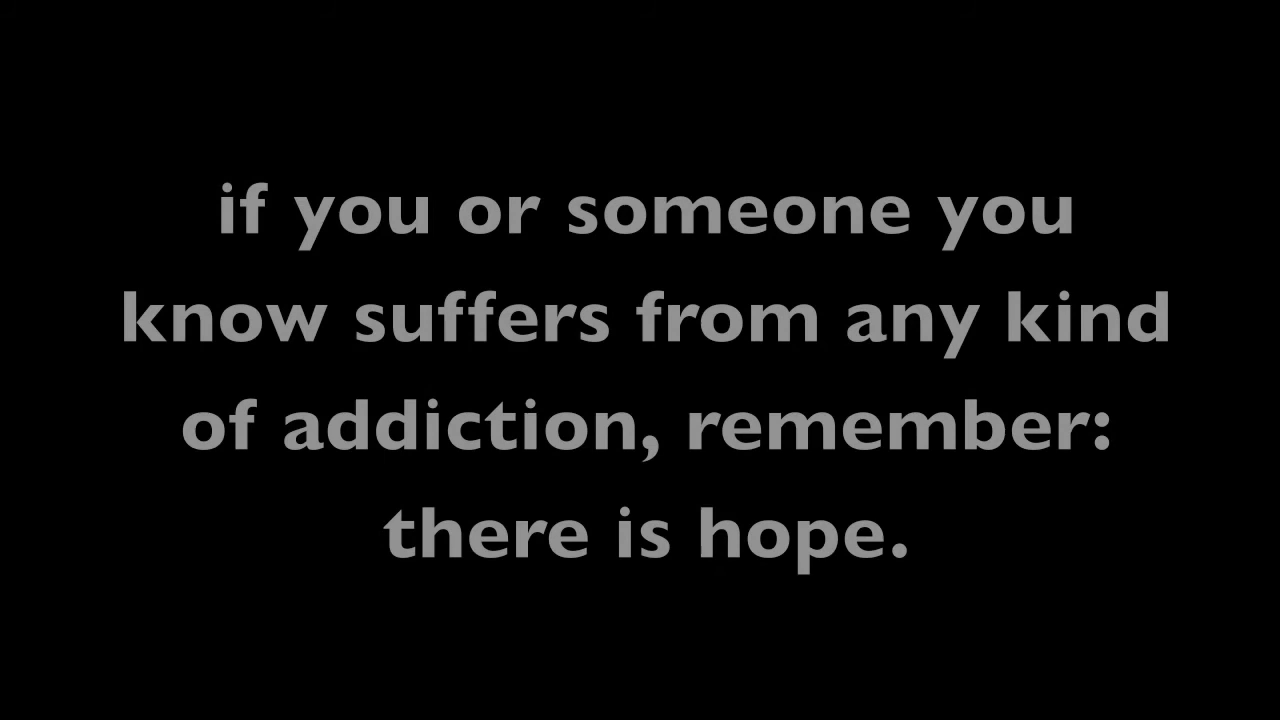 if you or someone you
know suffers from any kind
of addiction, remember:
there is hope.